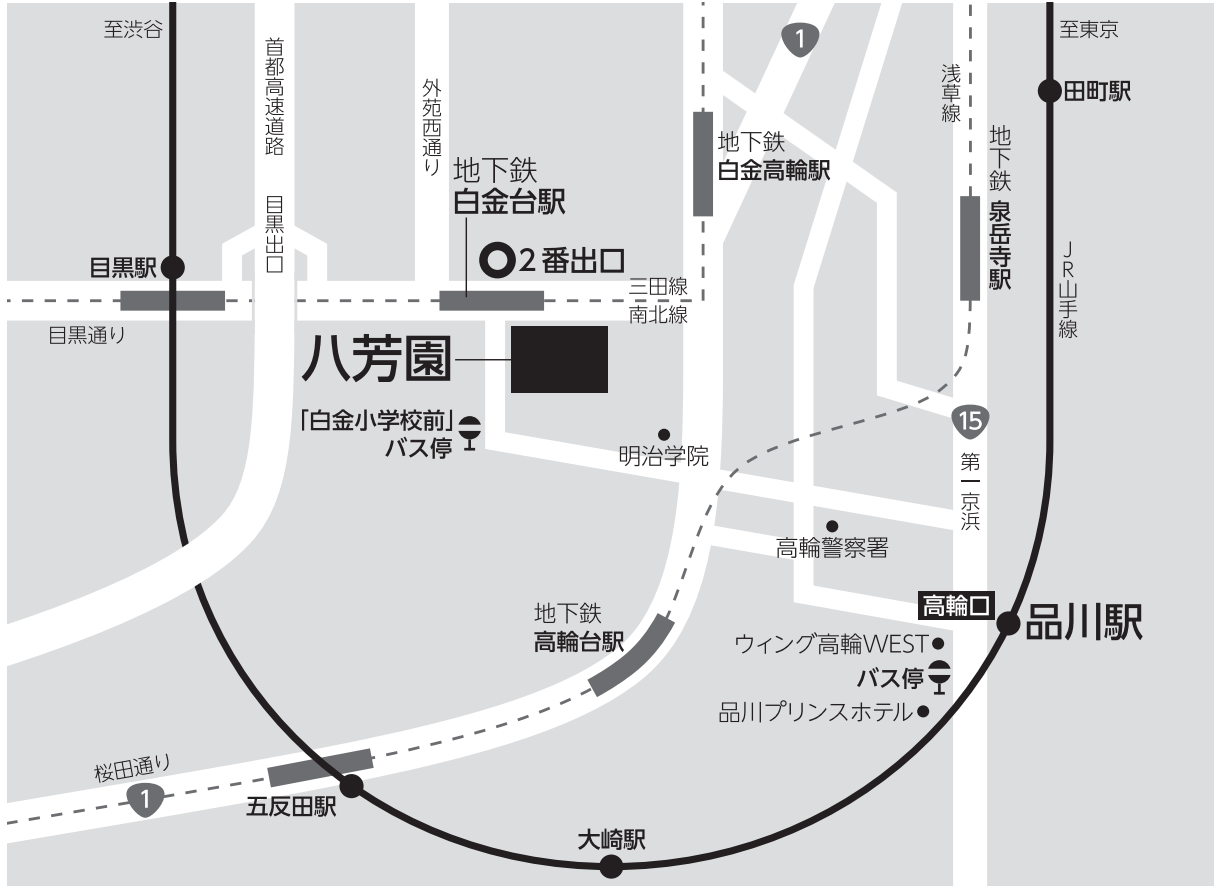 至渋谷
首都高速道路
目黒出口
外苑西通り
1
浅草線
至東京
田町駅
地下鉄
白金高輪駅
地下鉄
泉岳寺駅
地下鉄
白金台駅
2番出口
目黒駅
三田線
南北線
JR山手線
目黒通り
八芳園
「白金小学校前」
バス停
明治学院
15
第一京浜
高輪警察署
高輪口
品川駅
地下鉄
高輪台駅
ウィング高輪WEST
バス停
品川プリンスホテル
桜田通り
1
五反田駅
大崎駅